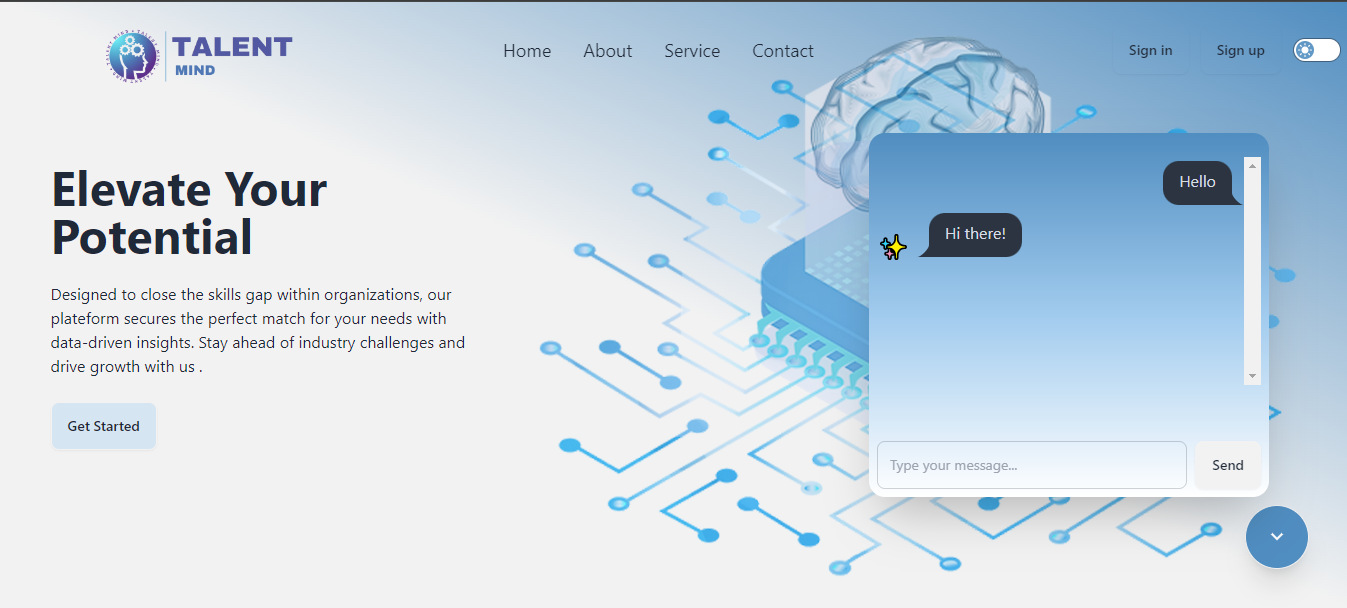 TALENT
MIND
Home About Service Contact
Sign in Sign up
Elevate Your
Potential
Designed to close the skills gap within organizations, our
plateform secures the perfect match for your needs with
data-driven insights. Stay ahead of industry challenges and
drive growth with us .
Get Started
Hello
Hi there!
Type your message...
Send